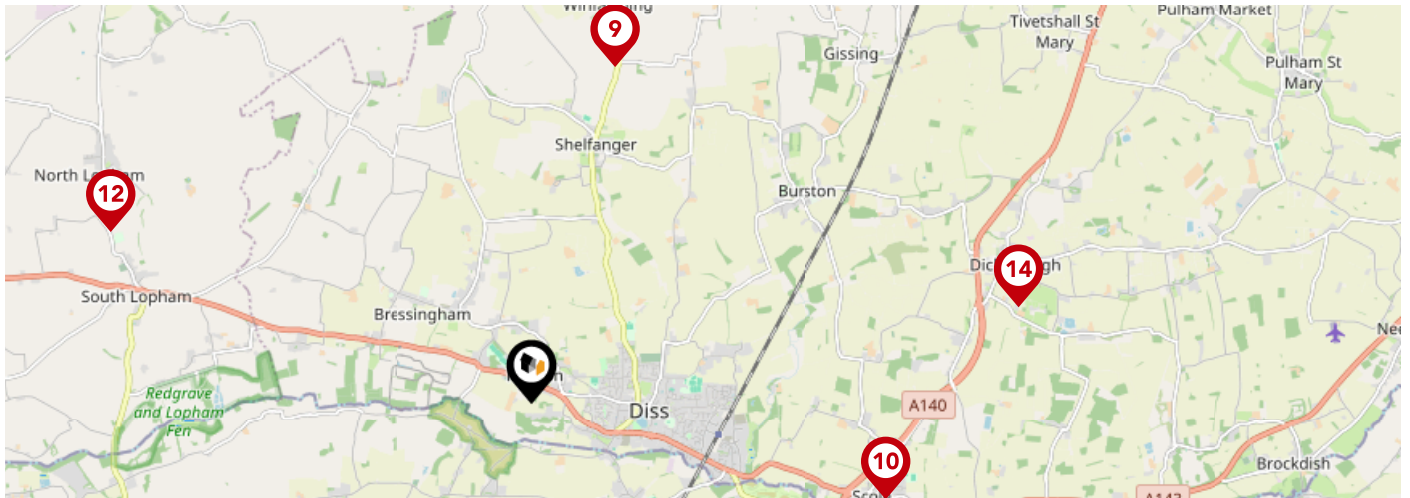 9
Gissing
Tivetshall St
Mary
Pulham Market
Pulham St
Mary
Shelfanger
North
12
Burston
14
South Lopham
Bressingham
Redgrave
and Lopham
Fen
Diss
A140
10
Brockdish